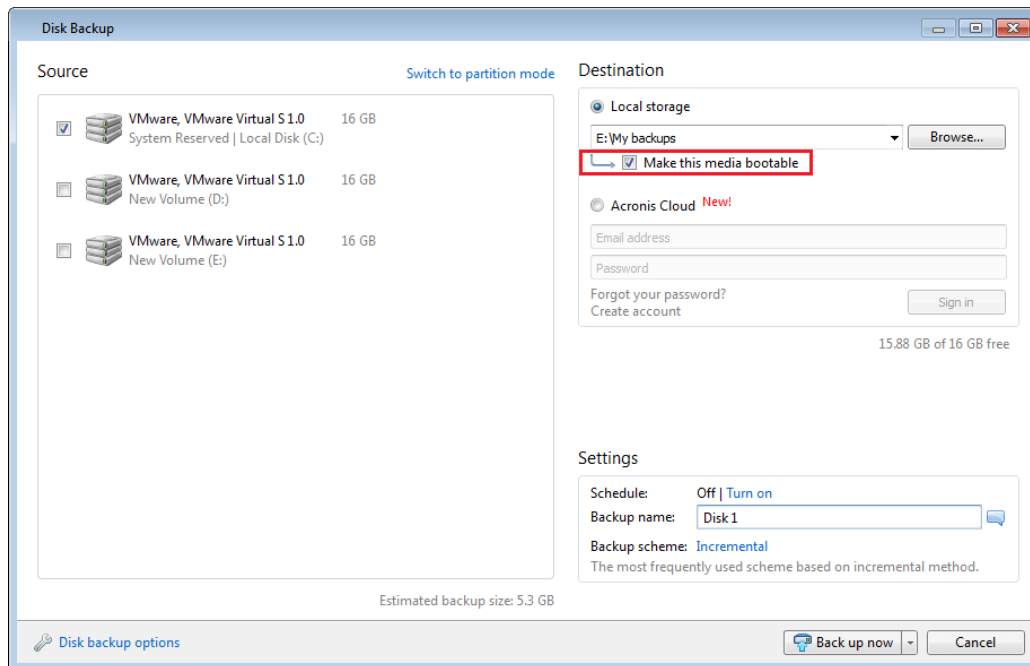 Disk Backup
Source
Switch to partition mode
VMware, VMware Virtual S 1.0
16 GB
System Reserved | Local Disk (C:)
VMware, VMware Virtual S 1.0
16 GB
New Volume (D:)
VMware, VMware Virtual S 1.0
16 GB
New Volume (E:)
Estimated backup size: 5.3 GB
Destination
Local storage
E:\My backups
Browse...
Make this media bootable
Acronis Cloud New!
Email address
Password
Forgot your password?
Create account
Sign in
15.88 GB of 16 GB free
Settings
Schedule: Off | Turn on
Backup name: Disk 1
Backup scheme: Incremental
The most frequently used scheme based on incremental method.
Disk backup options
Back up now
Cancel